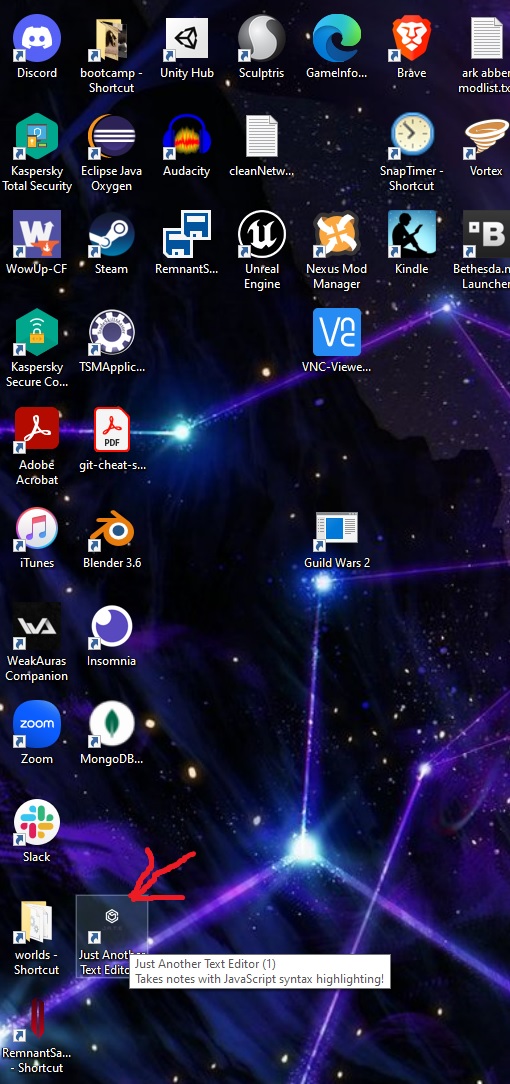 Discord
bootcamp -
Shortcut
Unity Hub
Sculptris
GameInfo...
Brave
ark abber
modlist.tx
Kaspersky
Total Security
Eclipse Java
Oxygen
Audacity
cleanNetw...
SnapTimer -
Shortcut
Vortex
W
WowUp-CF
Steam
RemnantS...
Unreal
Engine
Nexus Mod
Manager
Kindle
B
Bethesda.n
Launcher
Kaspersky
Secure Co...
TSMApplic...
VNC-Viewe...
Adobe
Acrobat
PDF
git-cheat-s...
iTunes
Blender 3.6
Guild Wars 2
WeakAuras
Companion
Insomnia
zoom
Zoom
MongoDB...
Slack
worlds -
Shortcut
Just Another
Text Edito
Just Another Text Editor (1)
Takes notes with JavaScript syntax highlighting!
RemnantSa...
- Shortcut